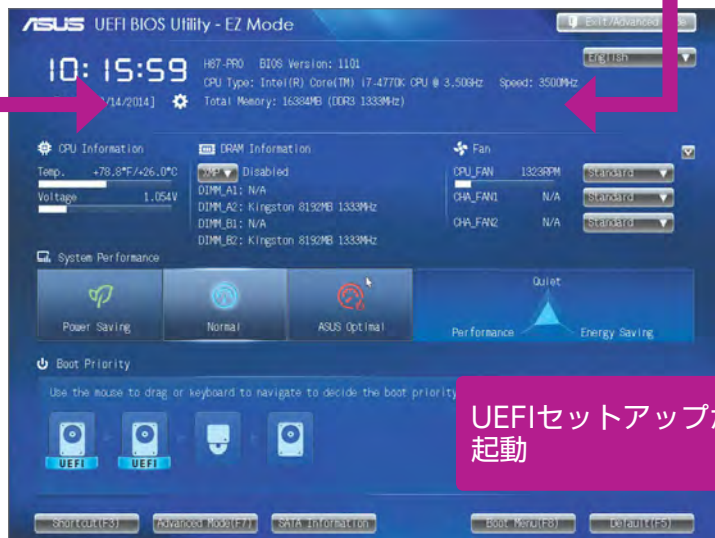 ASUS UEFI BIOS Utility - EZ Mode
Exit/Advanced
English
10:15:59
/14/2014]
H87-PRO BIOS Version: 1101
CPU Type: Intel(R) Core(TM) i7-4770K CPU @ 3.50GHz Speed: 3500MHz
Total Memory: 16384MB (DDR3 1333MHz)
CPU Information
Temp. +78.8°F/+26.0°C
Voltage 1.054V
DRAM Information
XMP Disabled
DIMM_A1: N/A
DIMM_A2: Kingston 8192MB 1333MHz
DIMM_B1: N/A
DIMM_B2: Kingston 8192MB 1333MHz
Fan
CPU_FAN 1323RPM Standard
CHA_FAN1 N/A Standard
CHA_FAN2 N/A Standard
System Performance
Power Saving
Normal
ASUS Optimal
Quiet
Performance
Energy Saving
Boot Priority
Use the mouse to drag or keyboard to navigate to decide the boot priority
UEFI
UEFI
UEFIセットアップが
起動
Shortcut(F3)
Advanced Mode(F7)
SATA Information
Boot Menu(F8)
Default(F5)